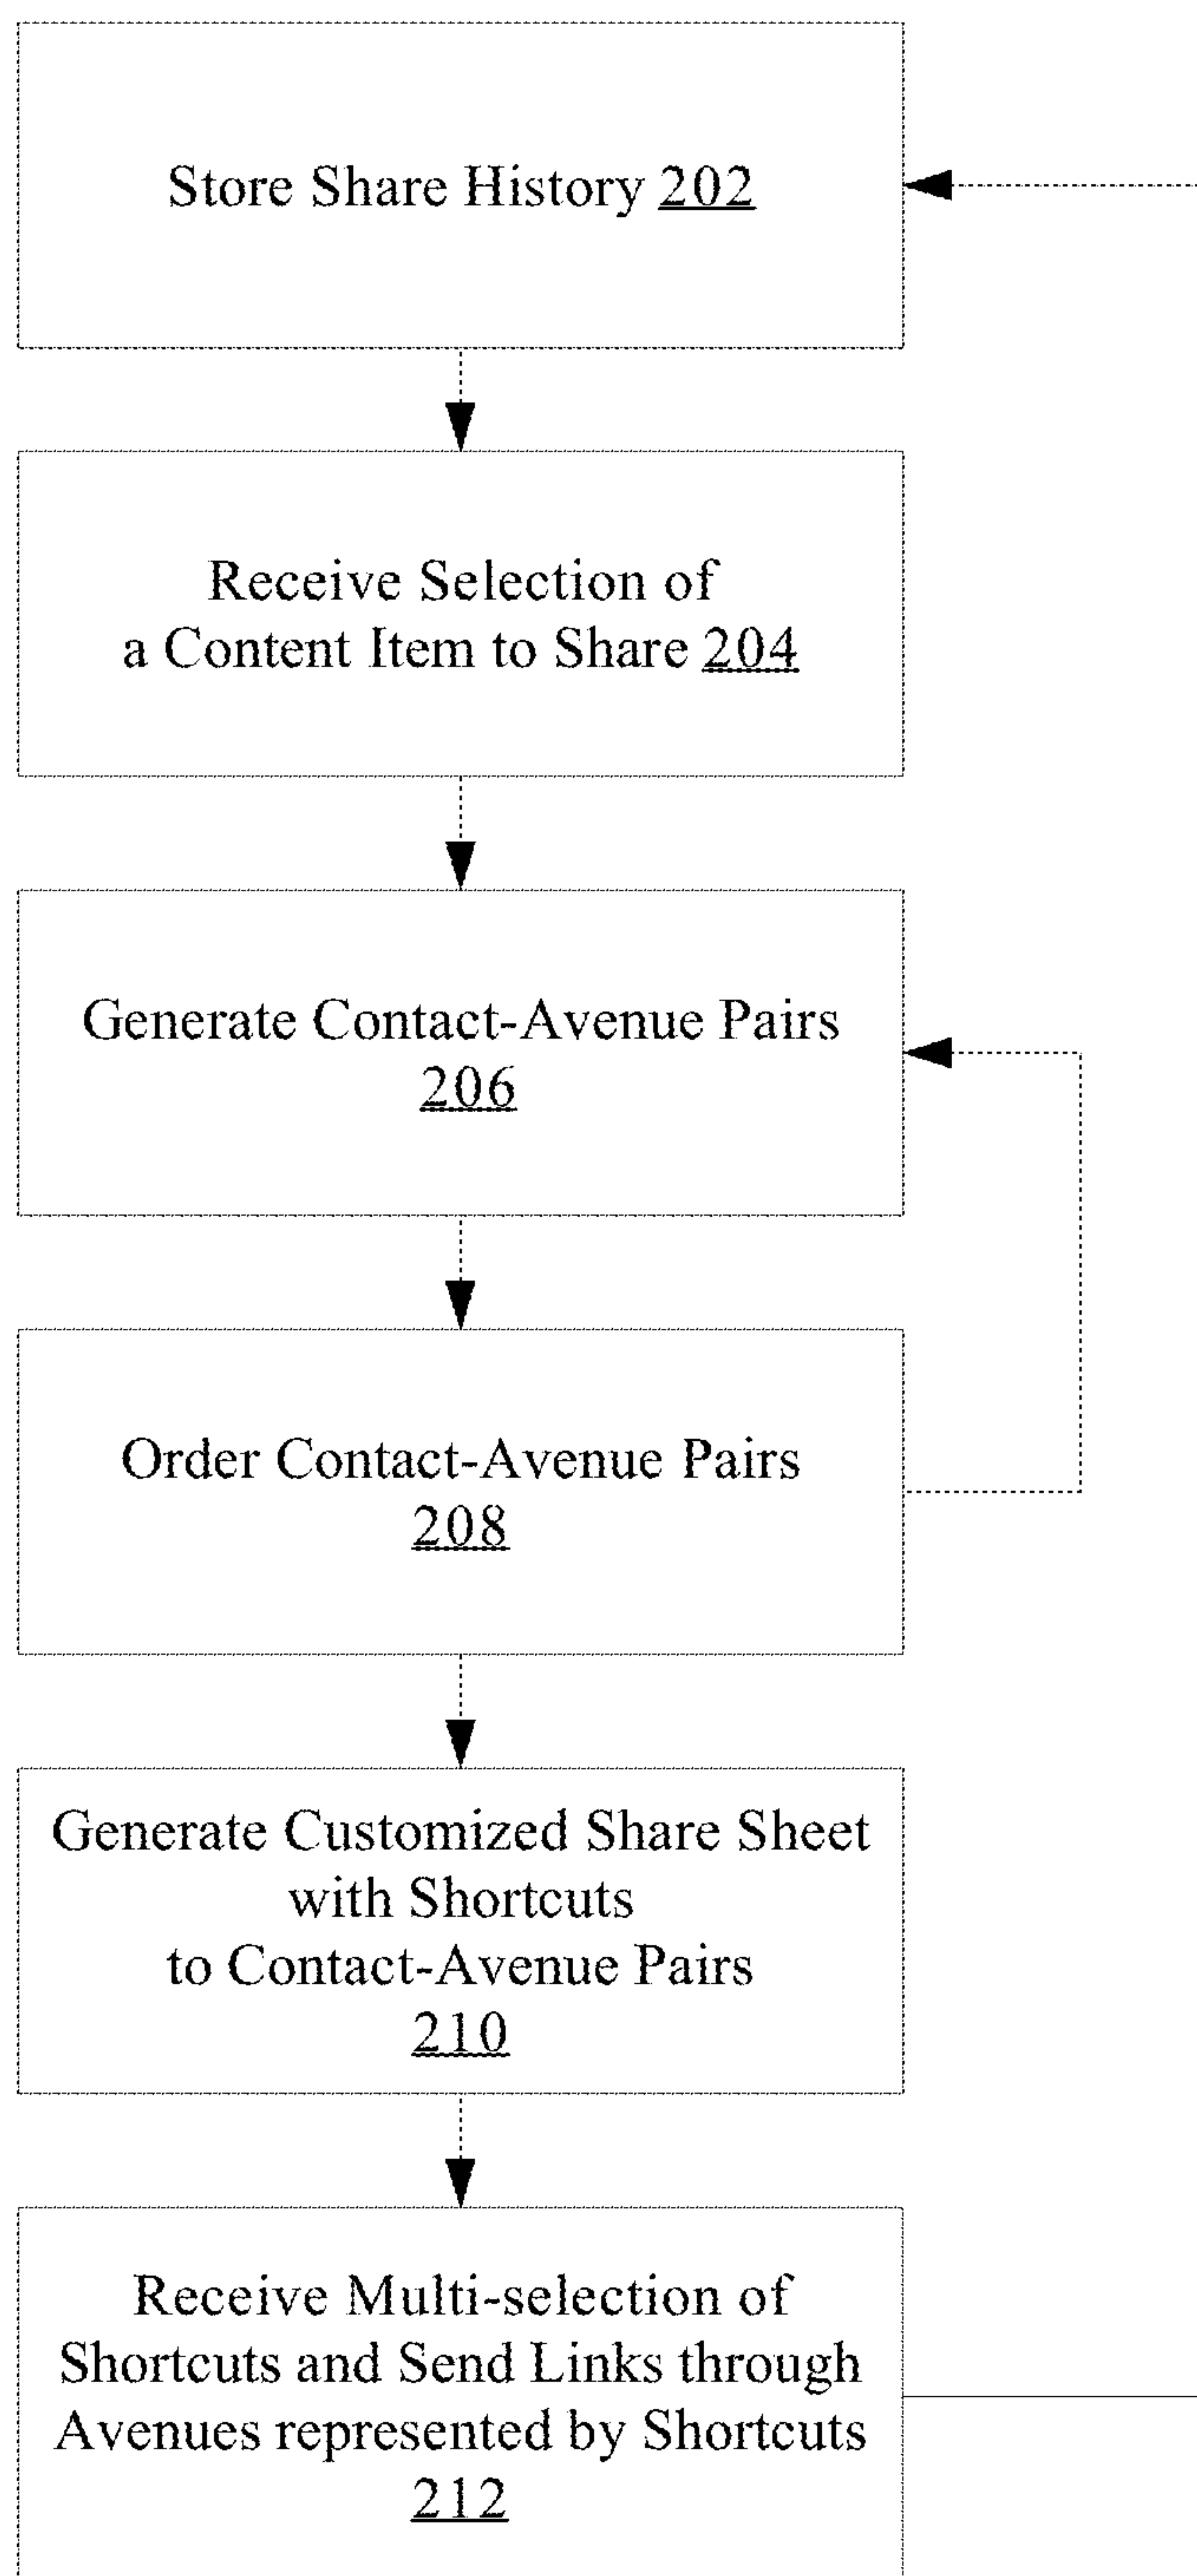 Store Share History 202
Receive Selection of
a Content Item to Share 204
Generate Contact-Avenue Pairs
206
Order Contact-Avenue Pairs
208
Generate Customized Share Sheet
with Shortcuts
to Contact-Avenue Pairs
210
Receive Multi-selection of
Shortcuts and Send Links through
Avenues represented by Shortcuts
212